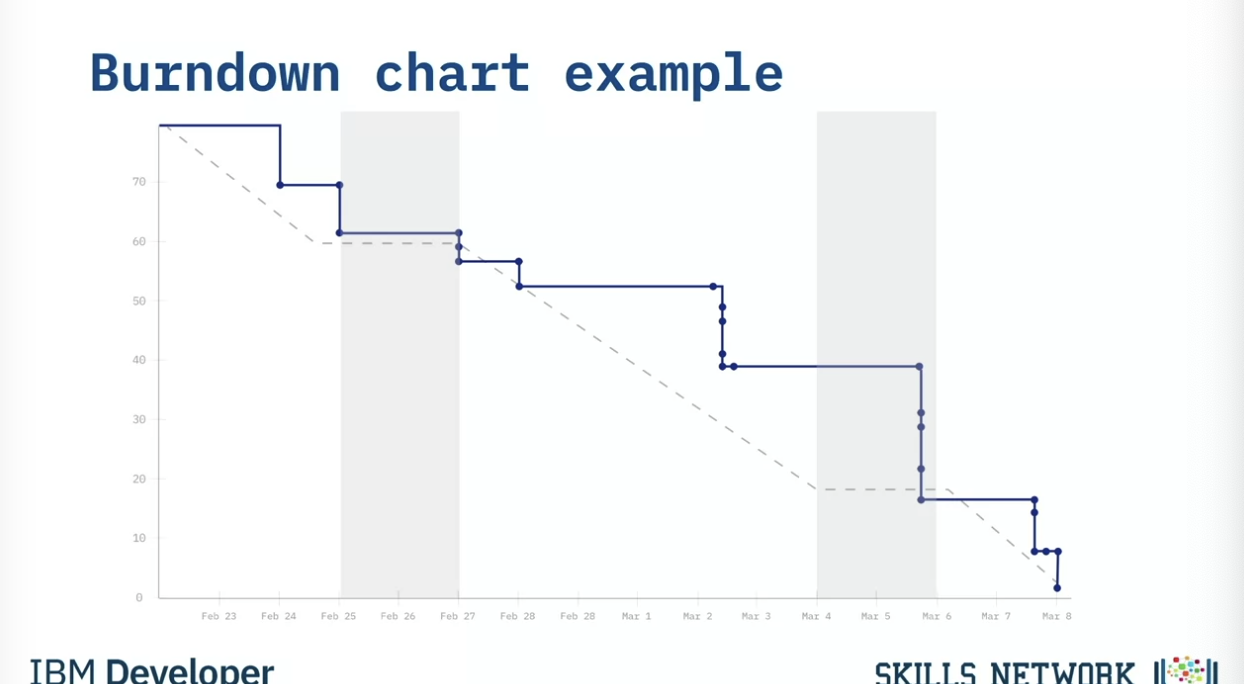 Burndown chart example
70
60
50
40
30
20
10
0
Feb 23 Feb 24 Feb 25 Feb 26 Feb 27 Feb 28 Feb 28 Mar 1 Mar 2 Mar 3 Mar 4 Mar 5 Mar 6 Mar 7 Mar 8
IBM Developer
SKILLS NETWORK